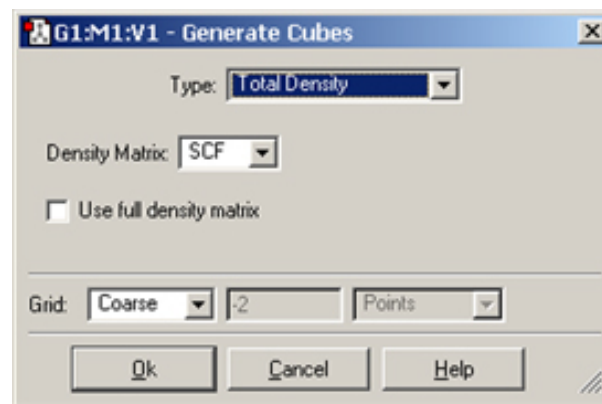 G1:M1:V1 - Generate Cubes
Type: Total Density
Density Matrix: SCF
Use full density matrix
Grid: Coarse -2 Points
Ok Cancel Help